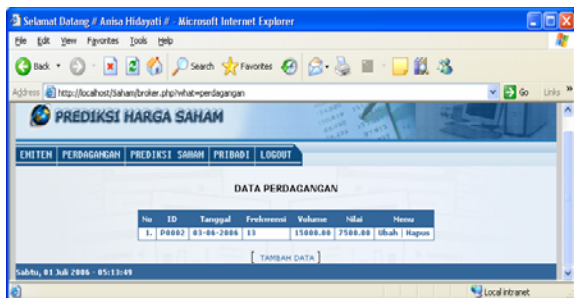 Selamat Datang # Anisa Hidayati # - Microsoft Internet Explorer
File Edit View Favorites Tools Help
Back Search Favorites
Address http://localhost/Saham/broker.php?what=perdagangan Go Links »
PREDIKSI HARGA SAHAM
EMITEN PERDAGANGAN PREDIKSI SAHAM PRIBADI LOGOUT
DATA PERDAGANGAN
No ID Tanggal Frekuensi Volume Nilai Menu
1. P0002 03-06-2006 13 15000.00 7500.00 Ubah | Hapus
[ TAMBAH DATA ]
Sabtu, 01 Juli 2006 - 05:13:49
Local intranet